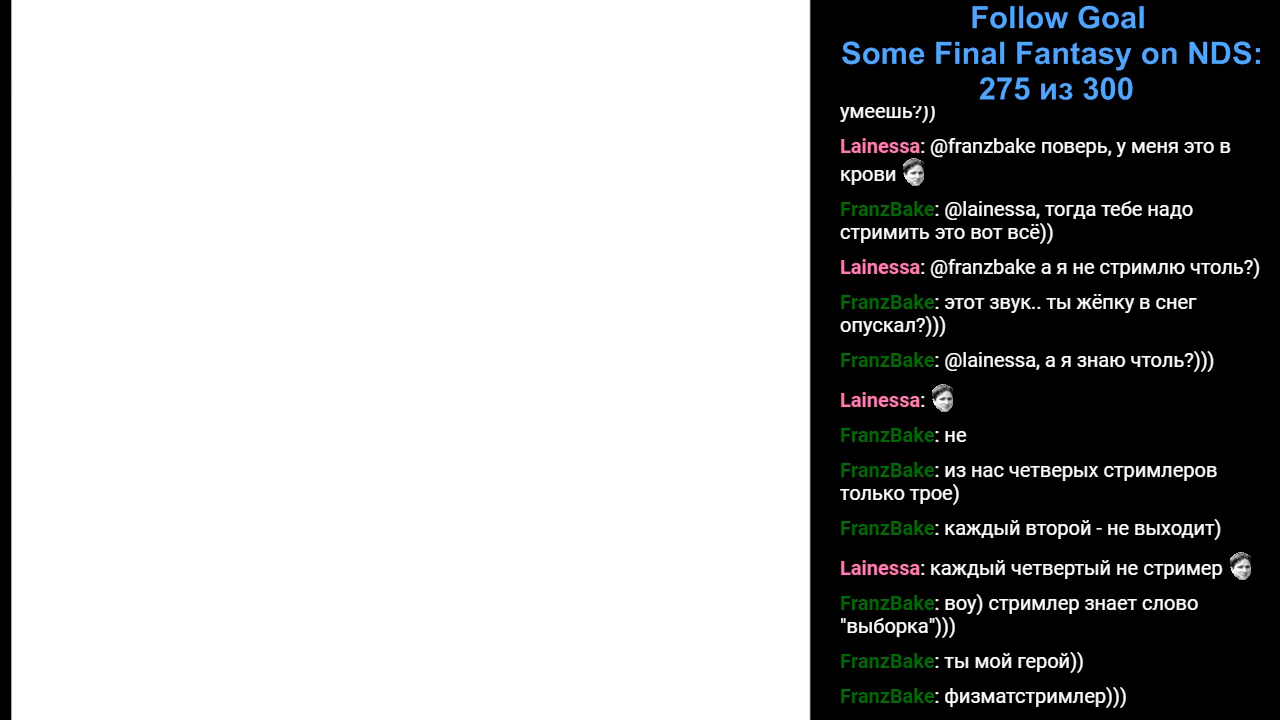 Follow Goal
Some Final Fantasy on NDS:
275 из 300
умеешь?))
Lainessa: @franzbake поверь, у меня это в
крови
FranzBake: @lainessa, тогда тебе надо
стримить это вот всё))
Lainessa: @franzbake а я не стримлю чтоль?)
FranzBake: этот звук.. ты жёпку в снег
опускал?)))
FranzBake: @lainessa, а я знаю чтоль?)))
Lainessa:
FranzBake: не
FranzBake: из нас четверых стримлеров
только трое)
FranzBake: каждый второй - не выходит)
Lainessa: каждый четвертый не стример
FranzBake: воу) стримлер знает слово
"выборка")))
FranzBake: ты мой герой))
FranzBake: физматстримлер)))